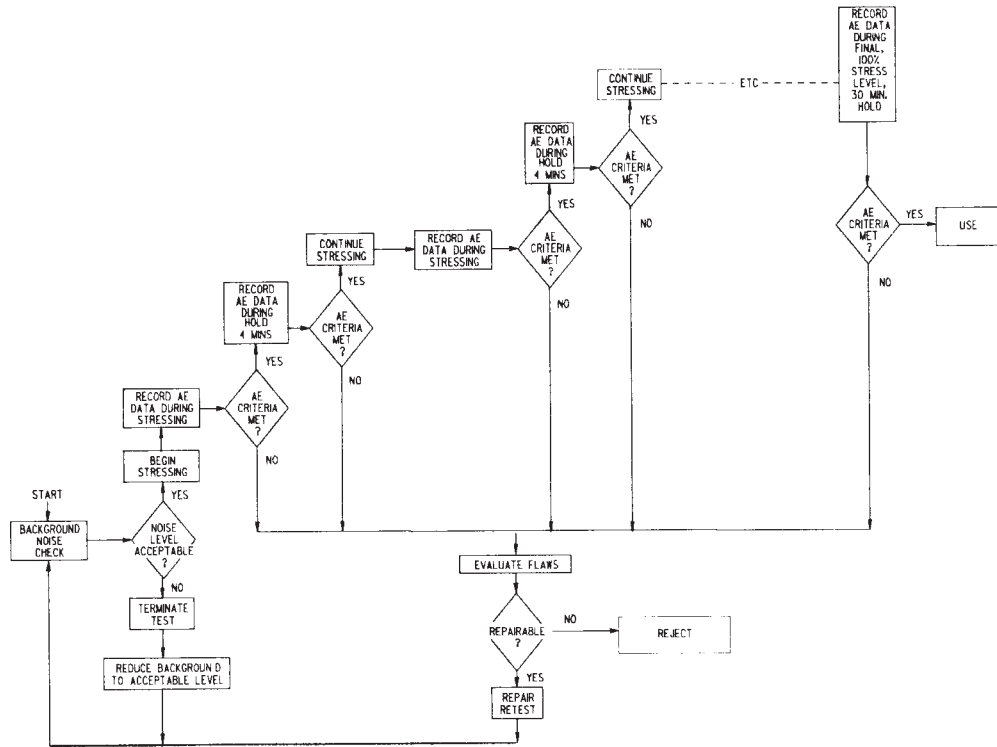 START
BACKGROUND
NOISE
CHECK
NOISE
LEVEL
ACCEPTABLE
?
YES
NO
TERMINATE
TEST
REDUCE BACKGROUND
TO ACCEPTABLE LEVEL
BEGIN
STRESSING
RECORD AE
DATA DURING
STRESSING
AE
CRITERIA
MET
?
YES
NO
RECORD
AE DATA
DURING
HOLD
4 MINS
AE
CRITERIA
MET
?
YES
NO
CONTINUE
STRESSING
RECORD AE
DATA DURING
STRESSING
AE
CRITERIA
MET
?
YES
NO
RECORD
AE DATA
DURING
HOLD
4 MINS
AE
CRITERIA
MET
?
YES
NO
CONTINUE
STRESSING
ETC
RECORD
AE DATA
DURING
FINAL,
100%
STRESS
LEVEL,
30 MIN.
HOLD
AE
CRITERIA
MET
?
YES
NO
USE
EVALUATE FLAWS
REPAIRABLE
?
NO
REJECT
YES
REPAIR
RETEST